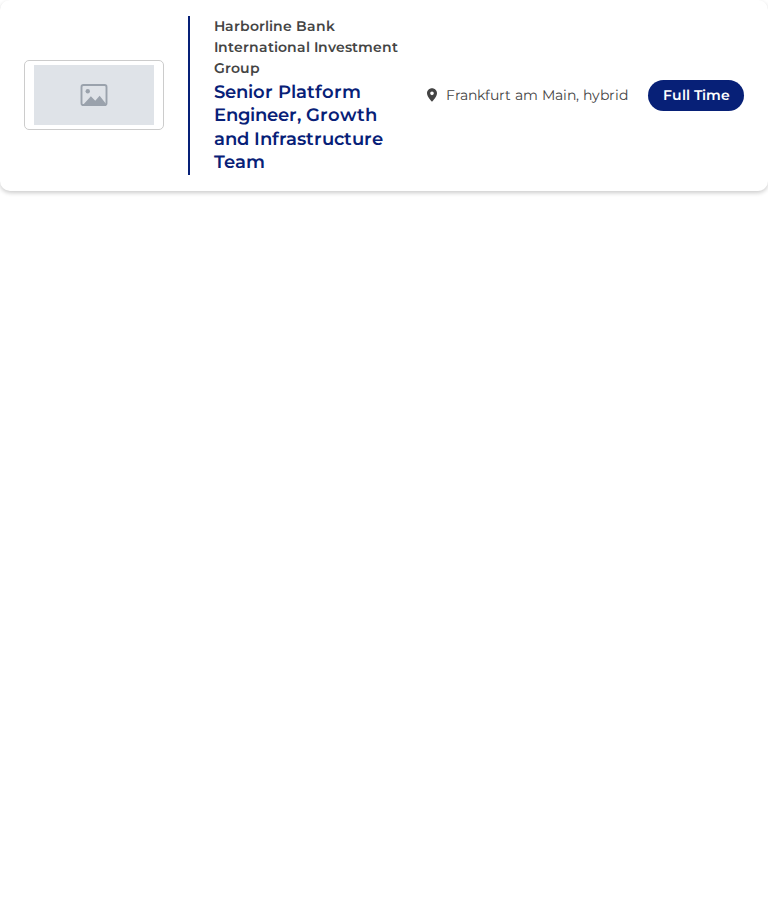 Harborline Bank
International Investment
Group
Senior Platform
Engineer, Growth
and Infrastructure
Team
Frankfurt am Main, hybrid
Full Time